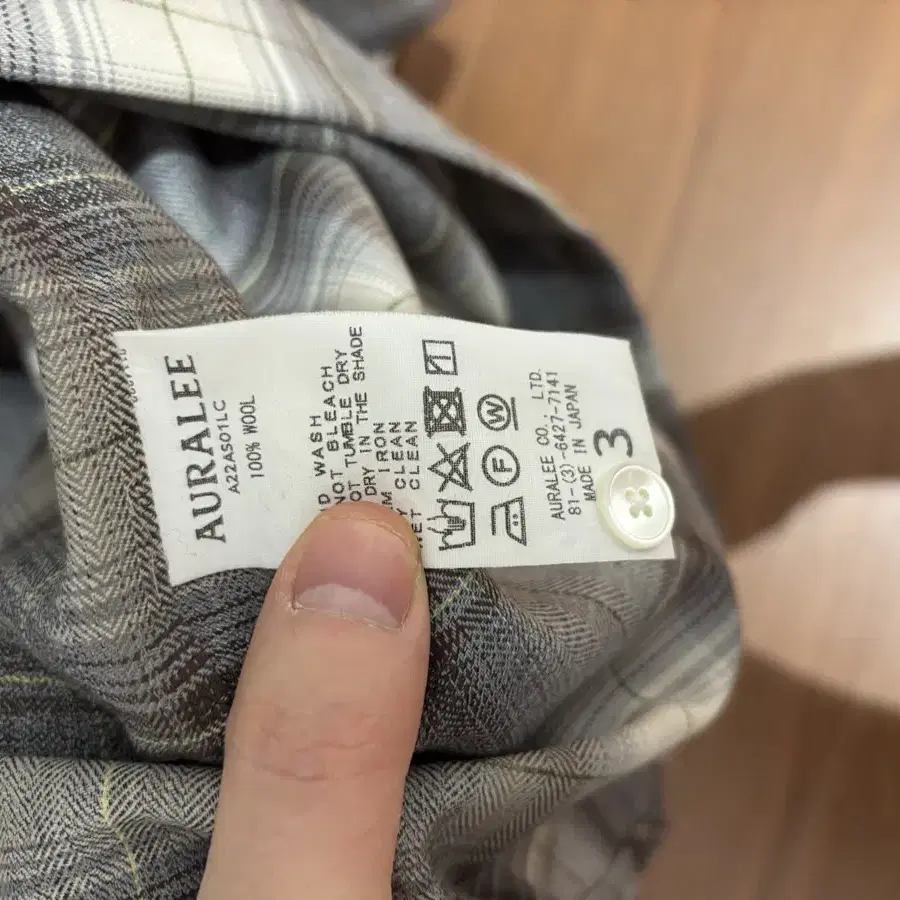 AURALEE
A22AS01LC
100% WOOL
WASH
NOT BLEACH
NOT TUMBLE DRY
DRY IN THE SHADE
IRON
CLEAN
CLEAN
F
W
AURALEE CO., LTD.
81-(3)-6427-7141
MADE IN JAPAN
3